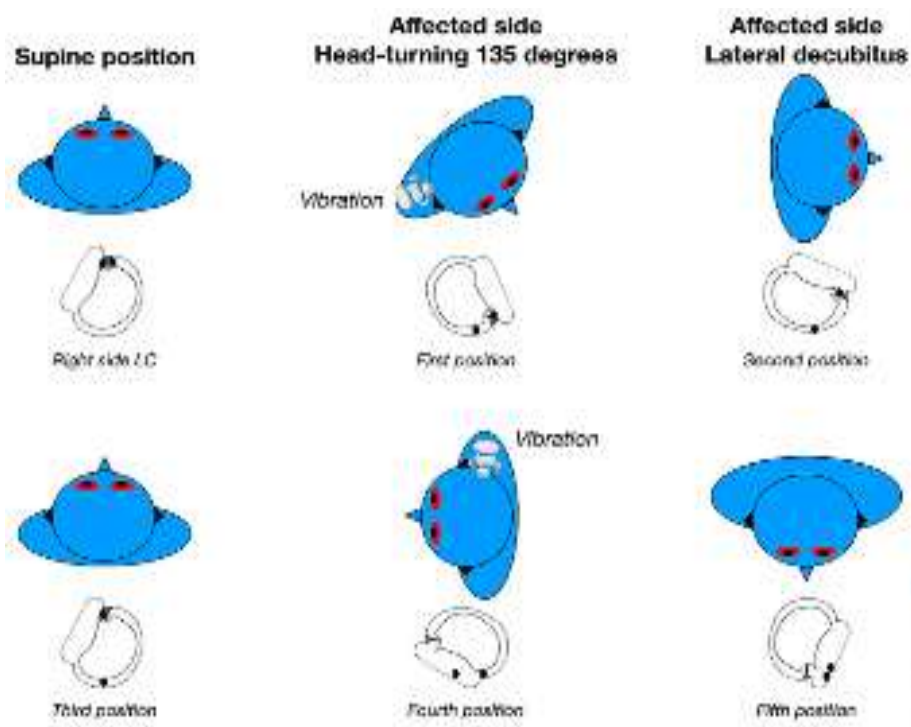 Supine position
Affected side
Head-turning 135 degrees
Affected side
Lateral decubitus
Vibration
Right side LC
First position
Second position
Vibration
Third position
Fourth position
Fifth position